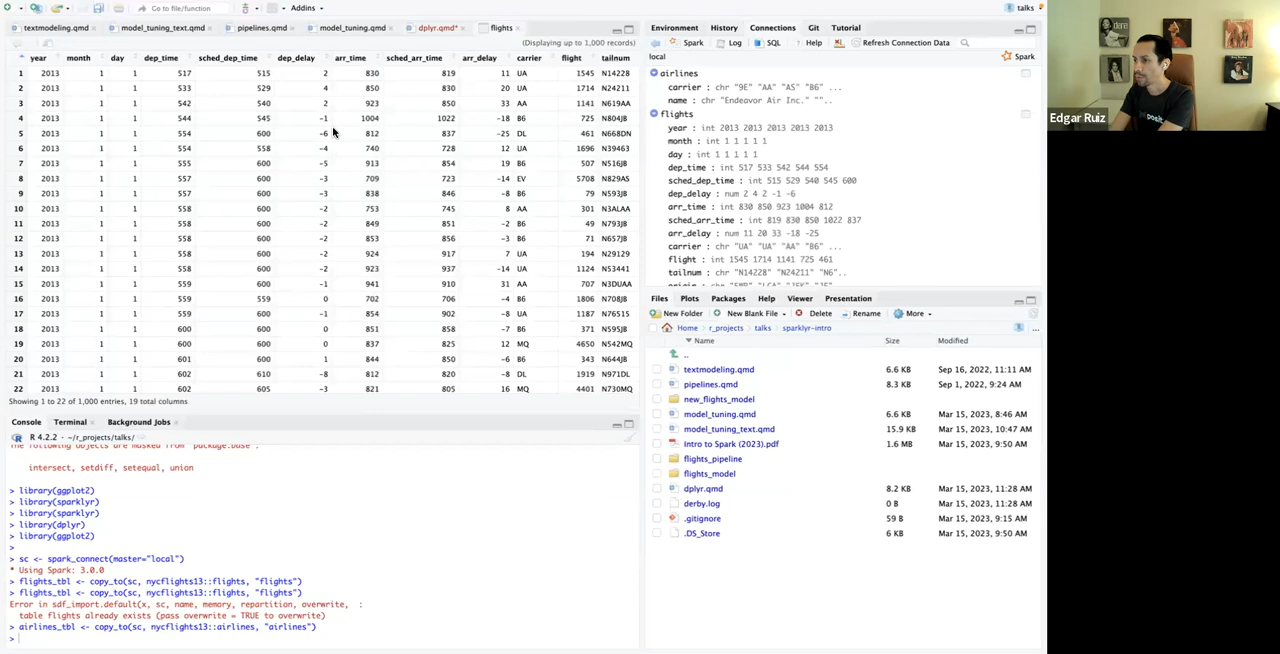 Go to file/function
Addins
talks
textmodeling.qmd
model_tuning_text.qmd
pipelines.qmd
model_tuning.qmd
dplyr.qmd*
flights
(Displaying up to 1,000 records)
year month day dep_time sched_dep_time dep_delay arr_time sched_arr_time arr_delay carrier flight tailnum
1 2013 1 1 517 515 2 830 819 11 UA 1545 N14228
2 2013 1 1 533 529 4 850 830 20 UA 1714 N24211
3 2013 1 1 542 540 2 923 850 33 AA 1141 N619AA
4 2013 1 1 544 545 -1 1004 1022 -18 B6 725 N804JB
5 2013 1 1 554 600 -6 812 837 -25 DL 461 N668DN
6 2013 1 1 554 558 -4 740 728 12 UA 1696 N39463
7 2013 1 1 555 600 -5 913 854 19 B6 507 N516JB
8 2013 1 1 557 600 -3 709 723 -14 EV 5708 N829AS
9 2013 1 1 557 600 -3 838 846 -8 B6 79 N593JB
10 2013 1 1 558 600 -2 753 745 8 AA 301 N3ALAA
11 2013 1 1 558 600 -2 849 851 -2 B6 49 N793JB
12 2013 1 1 558 600 -2 853 856 -3 B6 71 N657JB
13 2013 1 1 558 600 -2 924 917 7 UA 194 N29129
14 2013 1 1 558 600 -2 923 937 -14 UA 1124 N53441
15 2013 1 1 559 600 -1 941 910 31 AA 707 N3DUAA
16 2013 1 1 559 559 0 702 706 -4 B6 1806 N708JB
17 2013 1 1 559 600 -1 854 902 -8 UA 1187 N76515
18 2013 1 1 600 600 0 851 858 -7 B6 371 N595JB
19 2013 1 1 600 600 0 837 825 12 MQ 4650 N542MQ
20 2013 1 1 601 600 1 844 850 -6 B6 343 N644JB
21 2013 1 1 602 610 -8 812 820 -8 DL 1919 N971DL
22 2013 1 1 602 605 -3 821 805 16 MQ 4401 N730MQ
Showing 1 to 22 of 1,000 entries, 19 total columns
Console Terminal Background Jobs
R 4.2.2 · ~/r_projects/talks/
The following objects are masked from 'package:base':
intersect, setdiff, setequal, union
> library(ggplot2)
> library(sparklyr)
> library(sparklyr)
> library(dplyr)
> library(ggplot2)
>
> sc <- spark_connect(master="local")
* Using Spark: 3.0.0
> flights_tbl <- copy_to(sc, nycflights13::flights, "flights")
> flights_tbl <- copy_to(sc, nycflights13::flights, "flights")
Error in sdf_import.default(x, sc, name, memory, repartition, overwrite, :
table flights already exists (pass overwrite = TRUE to overwrite)
> airlines_tbl <- copy_to(sc, nycflights13::airlines, "airlines")
>
Environment History Connections Git Tutorial
Spark Log SQL Help Refresh Connection Data
local Spark
airlines
carrier : chr "9E" "AA" "AS" "B6" ...
name : chr "Endeavor Air Inc." ""..
flights
year : int 2013 2013 2013 2013 2013
month : int 1 1 1 1 1
day : int 1 1 1 1 1
dep_time : int 517 533 542 544 554
sched_dep_time : int 515 529 540 545 600
dep_delay : num 2 4 2 -1 -6
arr_time : int 830 850 923 1004 812
sched_arr_time : int 819 830 850 1022 837
arr_delay : num 11 20 33 -18 -25
carrier : chr "UA" "UA" "AA" "B6" ...
flight : int 1545 1714 1141 725 461
tailnum : chr "N14228" "N24211" "N6"..
Files Plots Packages Help Viewer Presentation
New Folder New Blank File Delete Rename More
Home r_projects talks sparklyr-intro ...
Name Size Modified
..
textmodeling.qmd 6.6 KB Sep 16, 2022, 11:11 AM
pipelines.qmd 8.3 KB Sep 1, 2022, 9:24 AM
new_flights_model
model_tuning.qmd 6.6 KB Mar 15, 2023, 8:46 AM
model_tuning_text.qmd 15.9 KB Mar 15, 2023, 10:47 AM
Intro to Spark (2023).pdf 1.6 MB Mar 15, 2023, 9:50 AM
flights_pipeline
flights_model
dplyr.qmd 8.2 KB Mar 15, 2023, 11:28 AM
derby.log 0 B Mar 15, 2023, 11:28 AM
.gitignore 59 B Mar 15, 2023, 9:15 AM
.DS_Store 6 KB Mar 15, 2023, 9:50 AM
Edgar Ruiz
posit